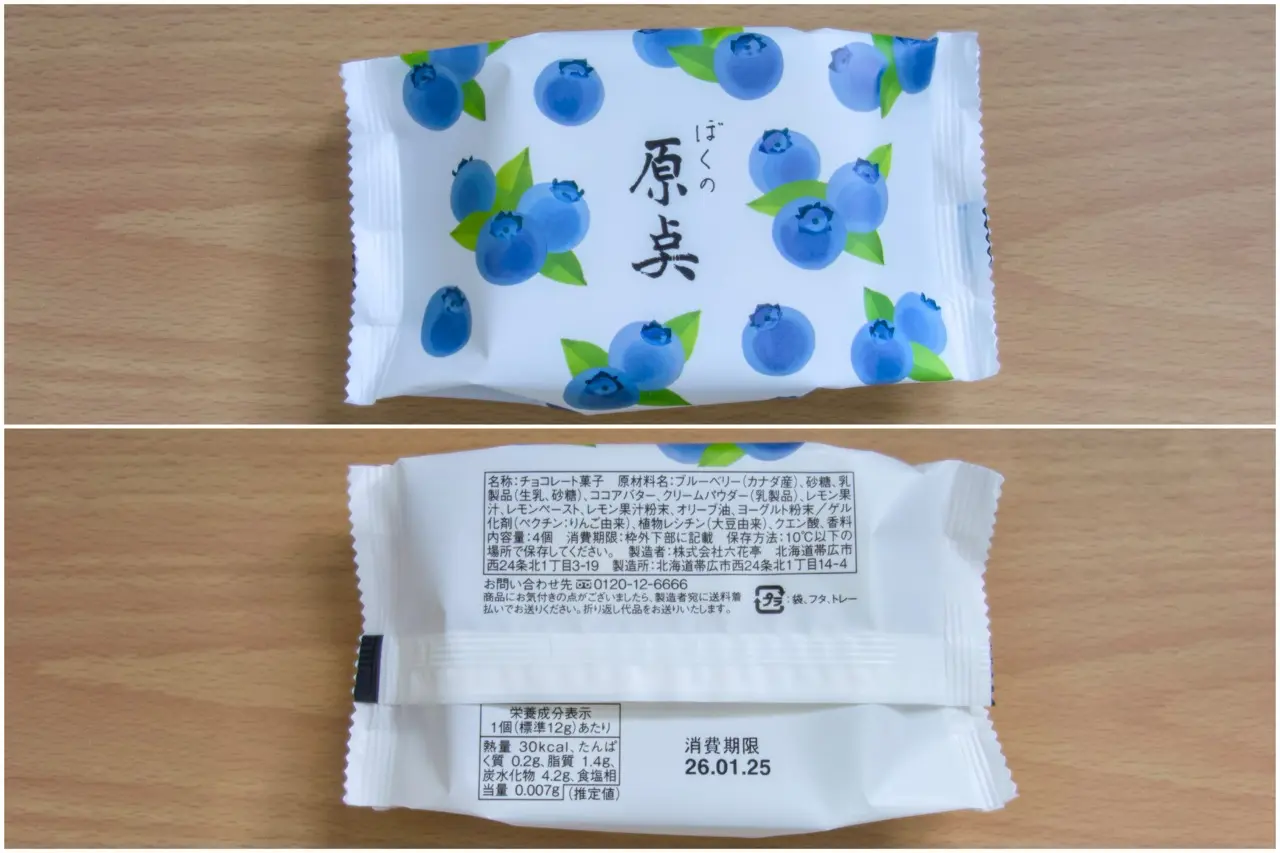 ぼくの
原点
名称:チョコレート菓子 原材料名:ブルーベリー(カナダ産)、砂糖、乳
製品(生乳、砂糖)、ココアバター、クリームパウダー(乳製品)、レモン果
汁、レモンペースト、レモン果汁粉末、オリーブ油、ヨーグルト粉末/ゲル
化剤(ペクチン:りんご由来)、植物レシチン(大豆由来)、クエン酸、香料
内容量:4個 消費期限:枠外下部に記載 保存方法:10℃以下の
場所で保存してください。 製造者:株式会社六花亭 北海道帯広市
西24条北1丁目3-19 製造所:北海道帯広市西24条北1丁目14-4
お問い合わせ先 0120-12-6666
商品にお気付きの点がございましたら、製造者宛に送料着
払いでお送りください。折り返し代品をお送りいたします。
プラ:袋、フタ、トレー
栄養成分表示
1個(標準12g)あたり
熱量 30kcal、たんぱ
く質 0.2g、脂質 1.4g、
炭水化物 4.2g、食塩相
当量 0.007g (推定値)
消費期限
26.01.25